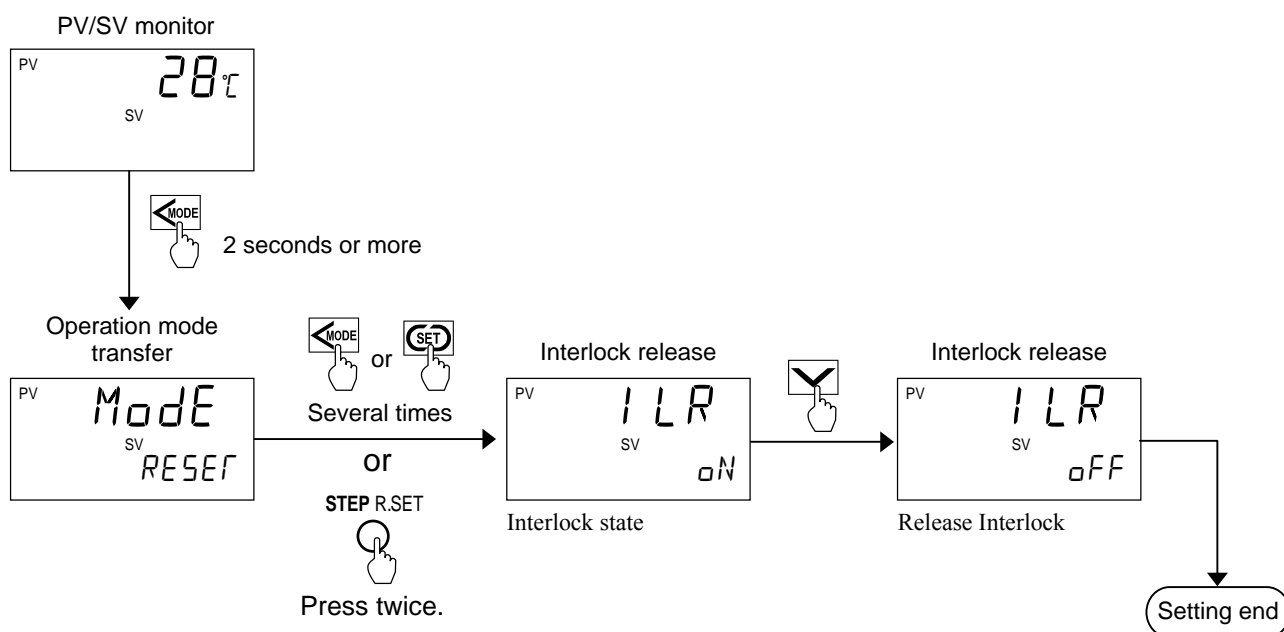 PV/SV monitor
PV
28℃
SV
<MODE
2 seconds or more
Operation mode
transfer
PV
ModE
SV
RESET
<MODE or SET
Several times
or
STEP R.SET
Press twice.
Interlock release
PV
ILR
SV
oN
Interlock state
Interlock release
PV
ILR
SV
oFF
Release Interlock
Setting end